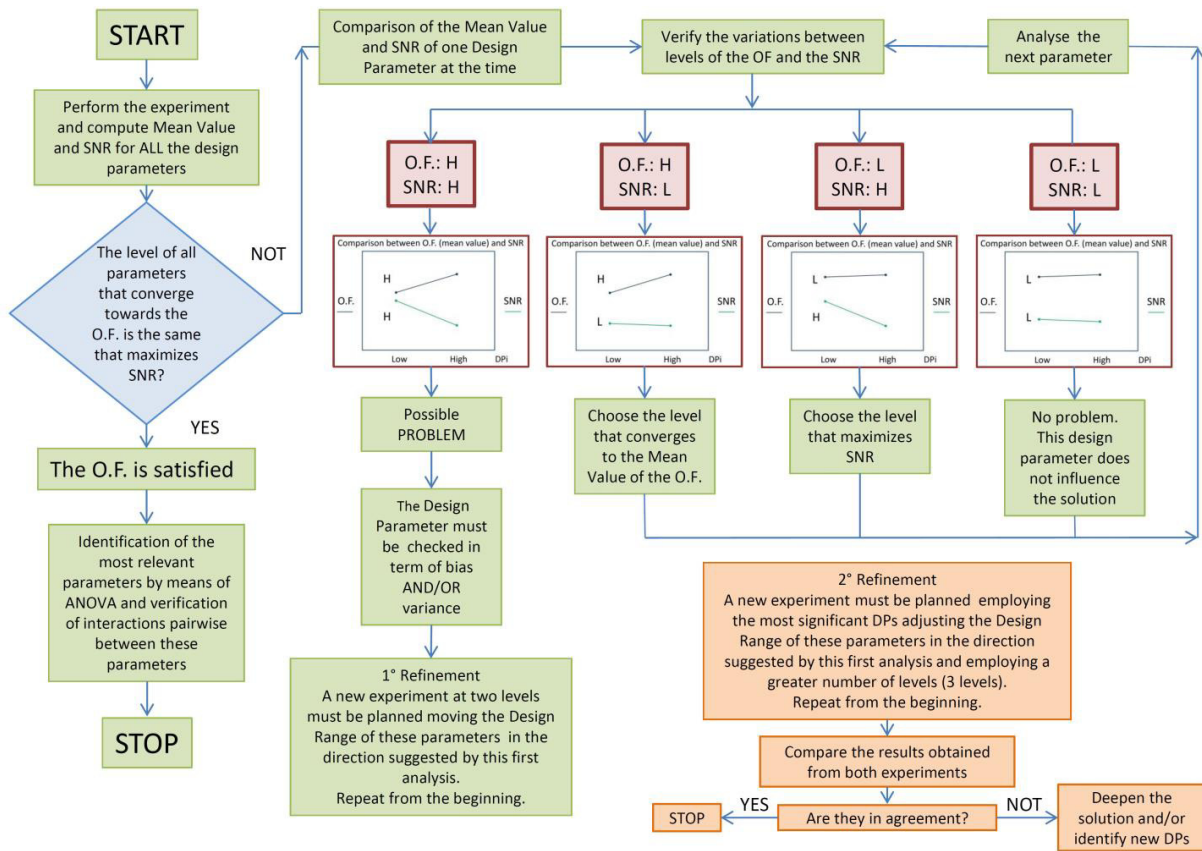 START
Perform the experiment
and compute Mean Value
and SNR for ALL the design
parameters
The level of all
parameters
that converge
towards the
O.F. is the same
that maximizes
SNR?
NOT
YES
The O.F. is satisfied
Identification of the
most relevant
parameters by means of
ANOVA and verification
of interactions pairwise
between these
parameters
STOP
Comparison of the Mean Value
and SNR of one Design
Parameter at the time
Verify the variations between
levels of the OF and the SNR
Analyse the
next parameter
O.F.: H
SNR: H
O.F.: H
SNR: L
O.F.: L
SNR: H
O.F.: L
SNR: L
Comparison between O.F. (mean value) and SNR
H
O.F.
SNR
H
Low High DPi
Comparison between O.F. (mean value) and SNR
H
O.F.
SNR
L
Low High DPi
Comparison between O.F. (mean value) and SNR
L
O.F.
SNR
H
Low High DPi
Comparison between O.F. (mean value) and SNR
L
O.F.
SNR
L
Low High DPi
Possible
PROBLEM
The Design
Parameter must
be checked in
term of bias
AND/OR
variance
1° Refinement
A new experiment at two levels
must be planned moving the Design
Range of these parameters in the
direction suggested by this first
analysis.
Repeat from the beginning.
Choose the level
that converges
to the Mean
Value of the O.F.
Choose the level
that maximizes
SNR
No problem.
This design
parameter does
not influence
the solution
2° Refinement
A new experiment must be planned employing
the most significant DPs adjusting the Design
Range of these parameters in the direction
suggested by this first analysis and employing a
greater number of levels (3 levels).
Repeat from the beginning.
Compare the results obtained
from both experiments
Are they in agreement?
YES
STOP
NOT
Deepen the
solution and/or
identify new DPs